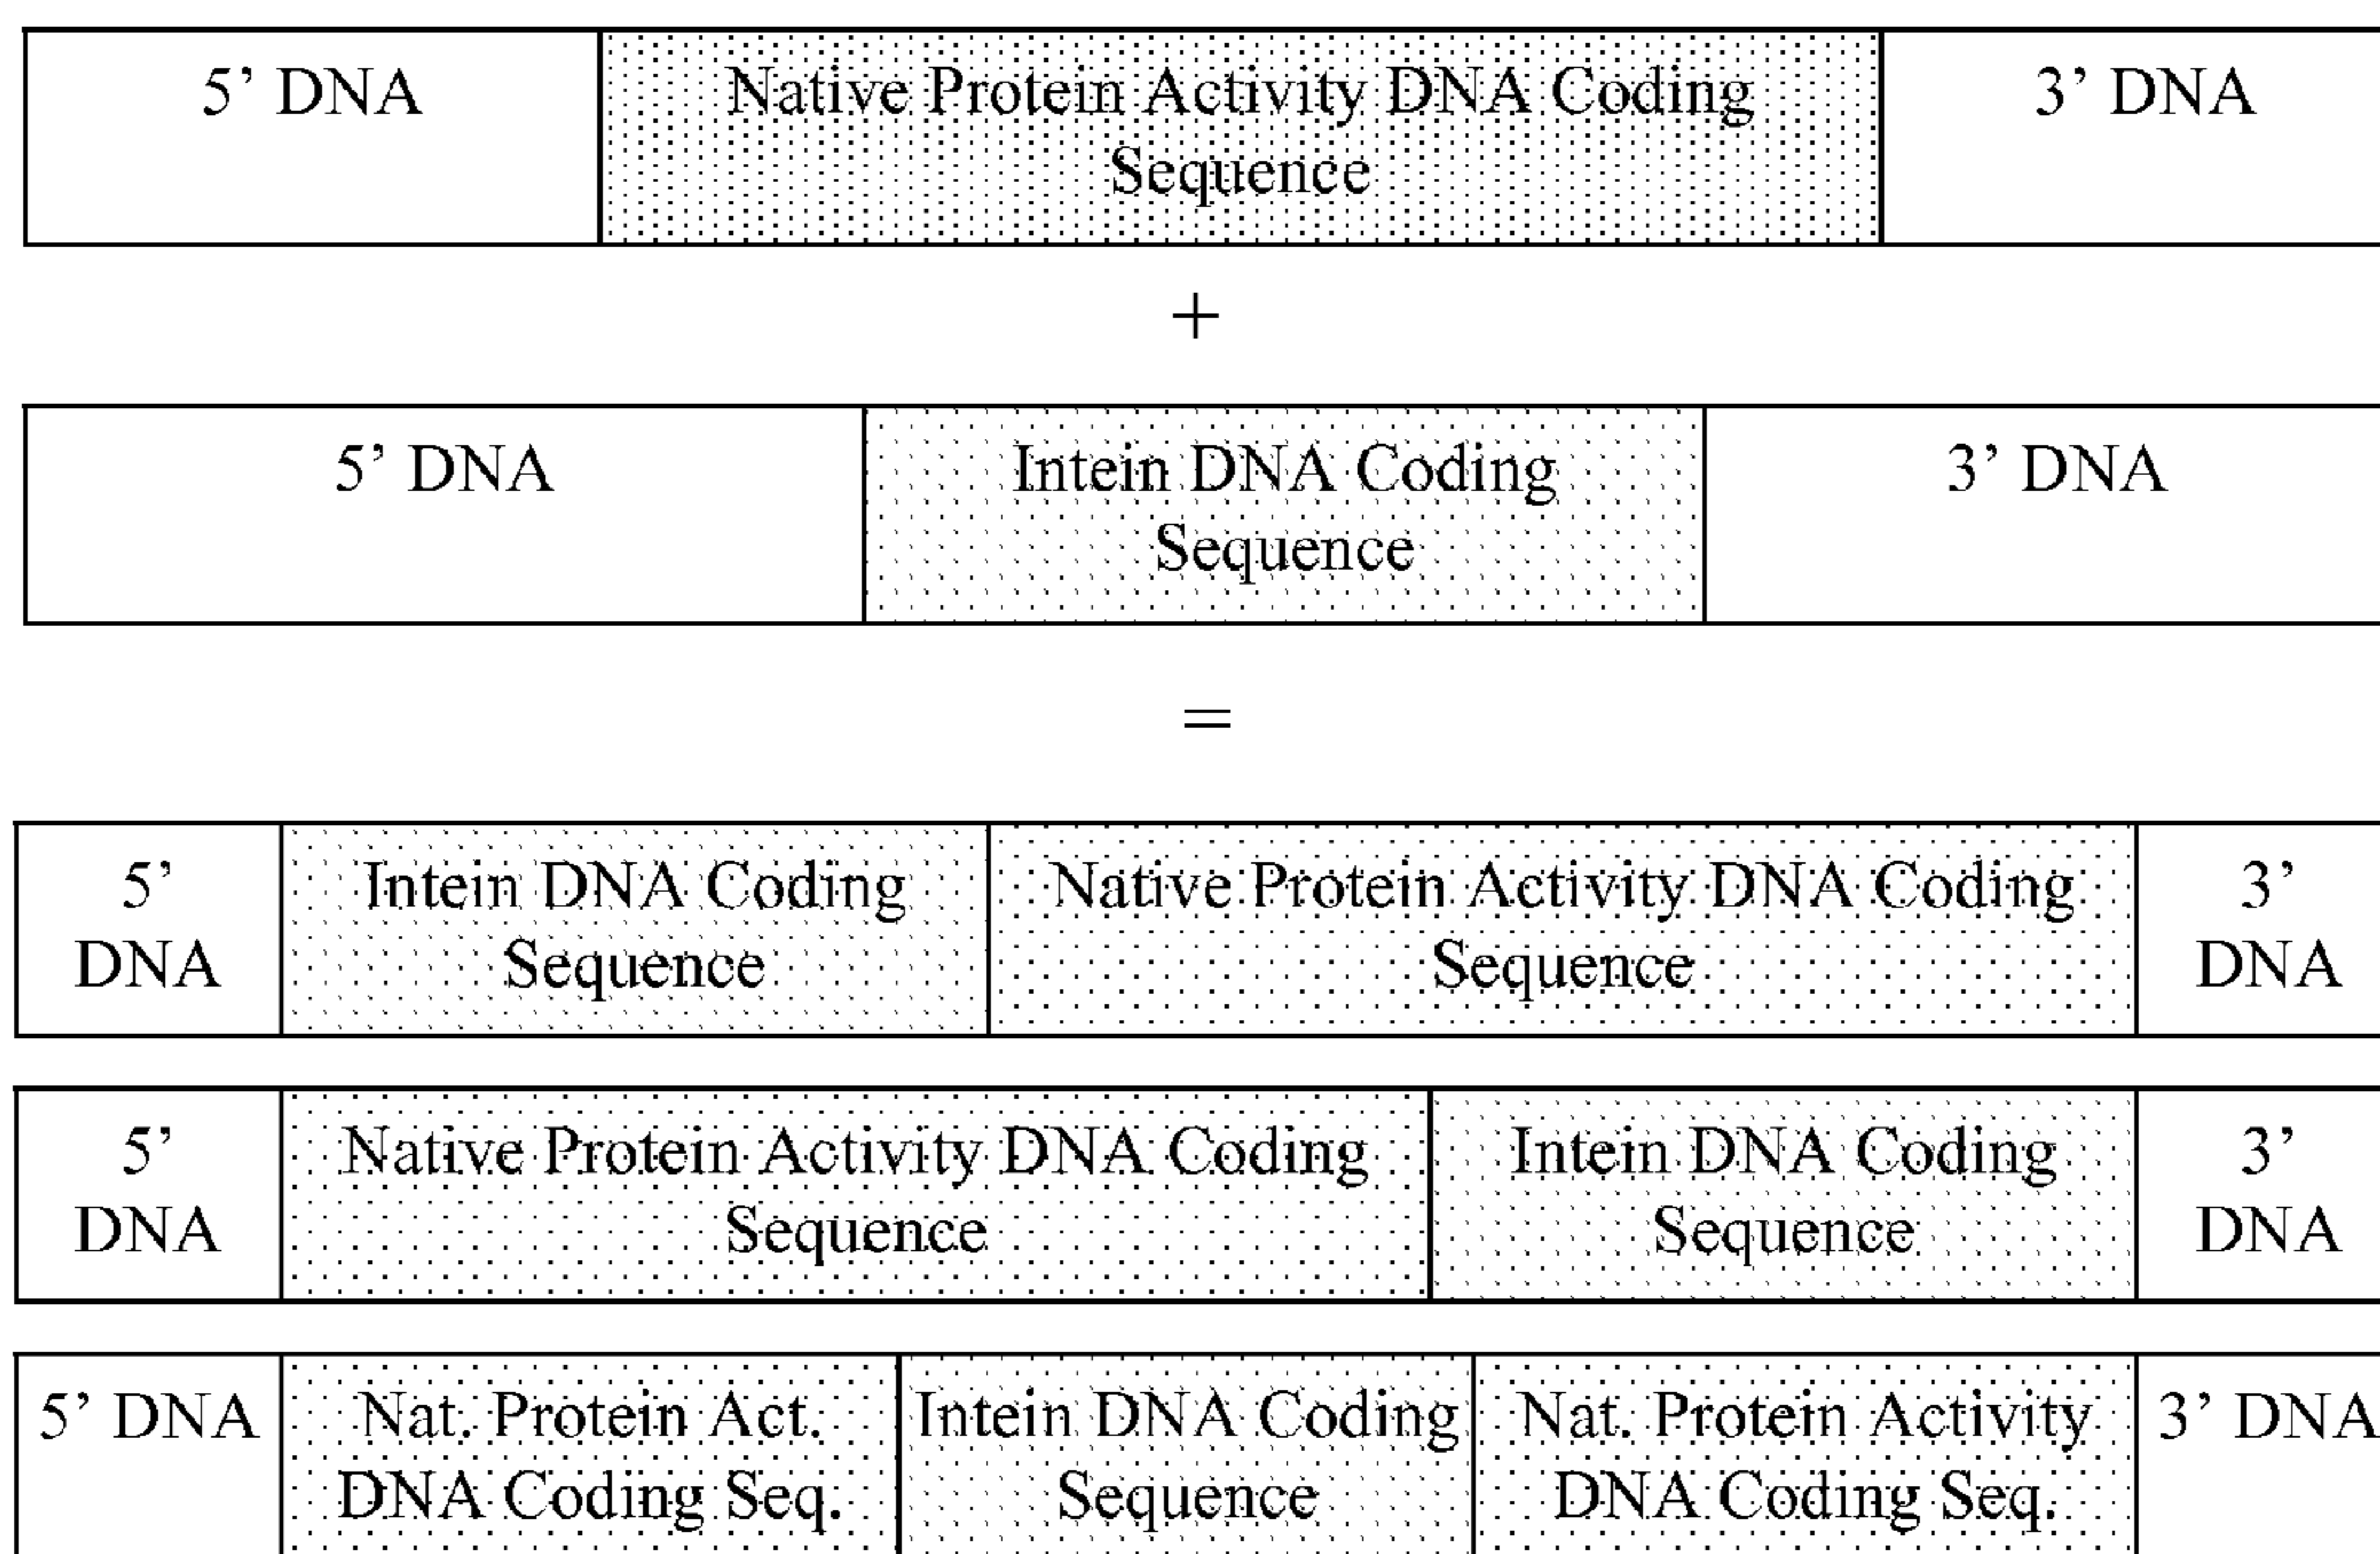 5’ DNA Native Protein Activity DNA Coding 3’ DNA
Sequence
+
5’ DNA Intein DNA Coding 3’ DNA
Sequence
=
5’ Intein DNA Coding Native Protein Activity DNA Coding 3’
DNA Sequence Sequence DNA
5’ Native Protein Activity DNA Coding Intein DNA Coding 3’
DNA Sequence Sequence DNA
5’ DNA Nat. Protein Act. Intein DNA Coding Nat. Protein Activity 3’ DNA
DNA Coding Seq. Sequence DNA Coding Seq.